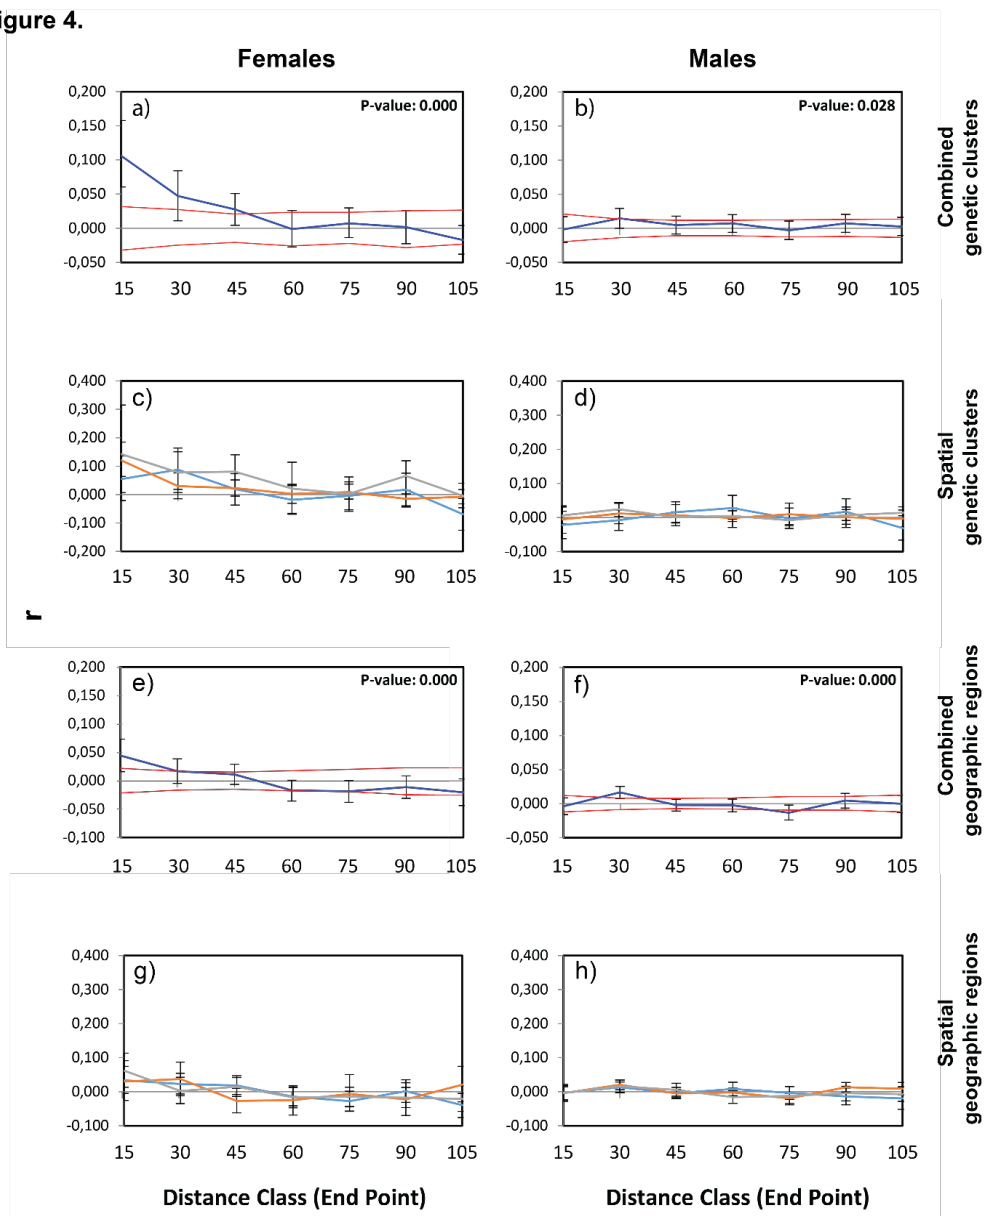 igure 4.
Females
Males
a)
P-value: 0.000
0,200
0,150
0,100
0,050
0,000
-0,050
15 30 45 60 75 90 105
b)
P-value: 0.028
0,200
0,150
0,100
0,050
0,000
-0,050
15 30 45 60 75 90 105
Combined
genetic clusters
c)
0,400
0,300
0,200
0,100
0,000
-0,100
-0,200
15 30 45 60 75 90 105
d)
0,400
0,300
0,200
0,100
0,000
-0,100
15 30 45 60 75 90 105
Spatial
genetic clusters
r
e)
P-value: 0.000
0,200
0,150
0,100
0,050
0,000
-0,050
-0,100
15 30 45 60 75 90 105
f)
P-value: 0.000
0,200
0,150
0,100
0,050
0,000
-0,050
15 30 45 60 75 90 105
Combined
geographic regions
g)
0,400
0,300
0,200
0,100
0,000
-0,100
15 30 45 60 75 90 105
h)
0,400
0,300
0,200
0,100
0,000
-0,100
15 30 45 60 75 90 105
Spatial
geographic regions
Distance Class (End Point)
Distance Class (End Point)